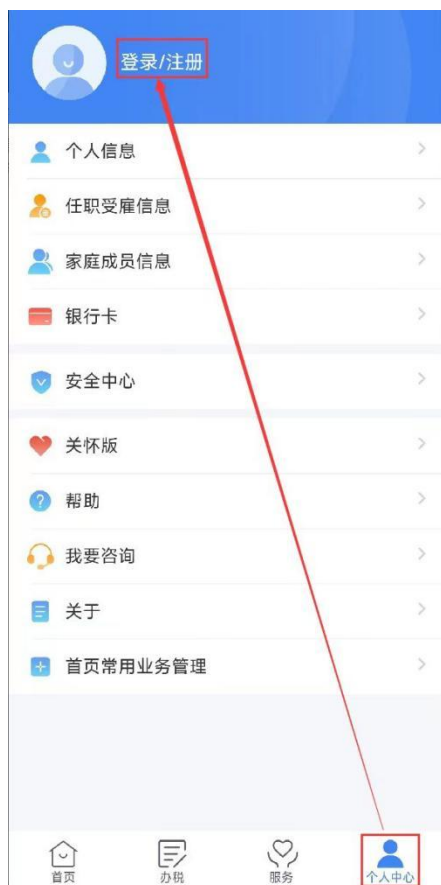 登录/注册
个人信息
任职受雇信息
家庭成员信息
银行卡
安全中心
关怀版
帮助
我要咨询
关于
首页常用业务管理
首页
办税
服务
个人中心